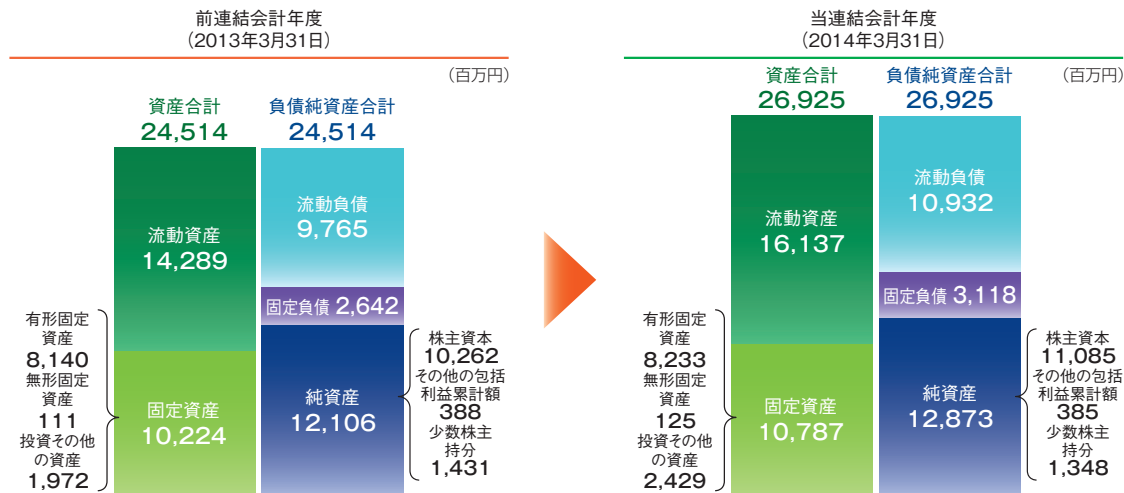 前連結会計年度
（2013年3月31日）
（百万円）
資産合計
24,514
負債純資産合計
24,514
流動資産
14,289
流動負債
9,765
固定負債 2,642
有形固定
資産
8,140
無形固定
資産
111
投資その他
の資産
1,972
固定資産
10,224
純資産
12,106
株主資本
10,262
その他の包括
利益累計額
388
少数株主
持分
1,431
当連結会計年度
（2014年3月31日）
（百万円）
資産合計
26,925
負債純資産合計
26,925
流動資産
16,137
流動負債
10,932
固定負債 3,118
有形固定
資産
8,233
無形固定
資産
125
投資その他
の資産
2,429
固定資産
10,787
純資産
12,873
株主資本
11,085
その他の包括
利益累計額
385
少数株主
持分
1,348